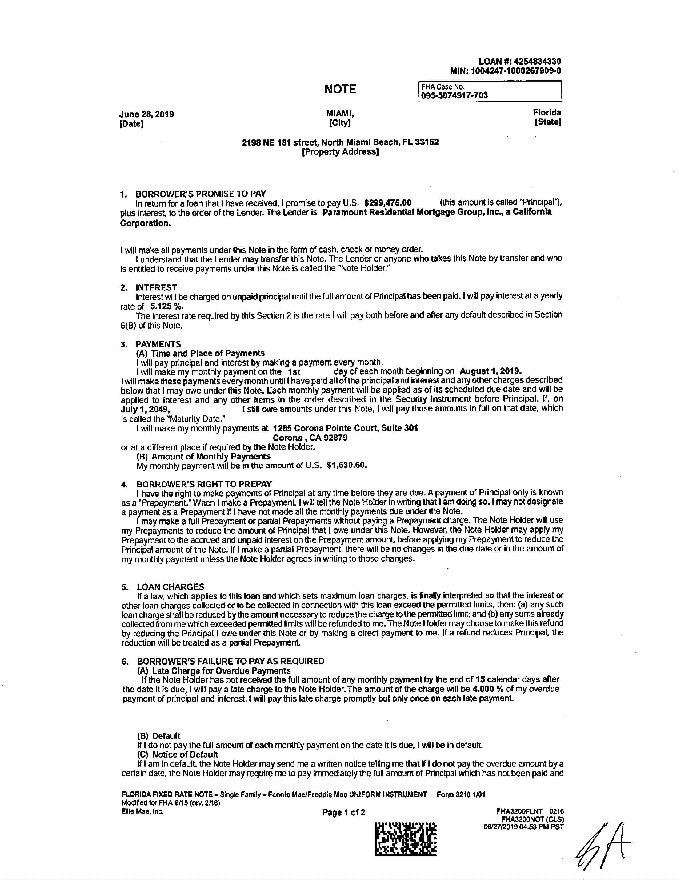 LOAN #: 4254834330
MIN: 1004247-1000267909-0
NOTE
FHA Case No.
095-5074917-703
June 28, 2019
MIAMI,
Florida
[Date]
[City]
[State]
2198 NE 181 street, North Miami Beach, FL 33162
[Property Address]
1. BORROWER'S PROMISE TO PAY
In return for a loan that I have received, I promise to pay U.S. $299,475.00 (this amount is called "Principal"),
plus interest, to the order of the Lender. The Lender is Paramount Residential Mortgage Group, Inc., a California
Corporation.
I will make all payments under this Note in the form of cash, check or money order.
I understand that the Lender may transfer this Note. The Lender or anyone who takes this Note by transfer and who
is entitled to receive payments under this Note is called the "Note Holder."
2. INTEREST
Interest will be charged on unpaid principal until the full amount of Principal has been paid. I will pay interest at a yearly
rate of 5.125 %.
The interest rate required by this Section 2 is the rate I will pay both before and after any default described in Section
6(B) of this Note.
3. PAYMENTS
(A) Time and Place of Payments
I will pay principal and interest by making a payment every month.
I will make my monthly payment on the 1st day of each month beginning on August 1, 2019.
I will make these payments every month until I have paid all of the principal and interest and any other charges described
below that I may owe under this Note. Each monthly payment will be applied as of its scheduled due date and will be
applied to interest and any other items in the order described in the Security Instrument before Principal. If, on
July 1, 2049, I still owe amounts under this Note, I will pay those amounts in full on that date, which
is called the "Maturity Date."
I will make my monthly payments at 1265 Corona Pointe Court, Suite 301
Corona , CA 92879
or at a different place if required by the Note Holder.
(B) Amount of Monthly Payments
My monthly payment will be in the amount of U.S. $1,630.60.
4. BORROWER'S RIGHT TO PREPAY
I have the right to make payments of Principal at any time before they are due. A payment of Principal only is known
as a "Prepayment." When I make a Prepayment, I will tell the Note Holder in writing that I am doing so. I may not designate
a payment as a Prepayment if I have not made all the monthly payments due under the Note.
I may make a full Prepayment or partial Prepayments without paying a Prepayment charge. The Note Holder will use
my Prepayments to reduce the amount of Principal that I owe under this Note. However, the Note Holder may apply my
Prepayment to the accrued and unpaid interest on the Prepayment amount, before applying my Prepayment to reduce the
Principal amount of the Note. If I make a partial Prepayment, there will be no changes in the due date or in the amount of
my monthly payment unless the Note Holder agrees in writing to those changes.
5. LOAN CHARGES
If a law, which applies to this loan and which sets maximum loan charges, is finally interpreted so that the interest or
other loan charges collected or to be collected in connection with this loan exceed the permitted limits, then: (a) any such
loan charge shall be reduced by the amount necessary to reduce the charge to the permitted limit; and (b) any sums already
collected from me which exceeded permitted limits will be refunded to me. The Note Holder may choose to make this refund
by reducing the Principal I owe under this Note or by making a direct payment to me. If a refund reduces Principal, the
reduction will be treated as a partial Prepayment.
6. BORROWER'S FAILURE TO PAY AS REQUIRED
(A) Late Charge for Overdue Payments
If the Note Holder has not received the full amount of any monthly payment by the end of 15 calendar days after
the date it is due, I will pay a late charge to the Note Holder. The amount of the charge will be 4.000 % of my overdue
payment of principal and interest. I will pay this late charge promptly but only once on each late payment.
(B) Default
If I do not pay the full amount of each monthly payment on the date it is due, I will be in default.
(C) Notice of Default
If I am in default, the Note Holder may send me a written notice telling me that if I do not pay the overdue amount by a
certain date, the Note Holder may require me to pay immediately the full amount of Principal which has not been paid and
FLORIDA FIXED RATE NOTE – Single Family – Fannie Mae/Freddie Mac UNIFORM INSTRUMENT Form 3210 1/01
Modified for FHA 9/15 (rev. 2/16)
Ellie Mae, Inc.
Page 1 of 2
FHA3200FLNT 0216
FHA3200NOT (CLS)
06/27/2019 04:53 PM PST